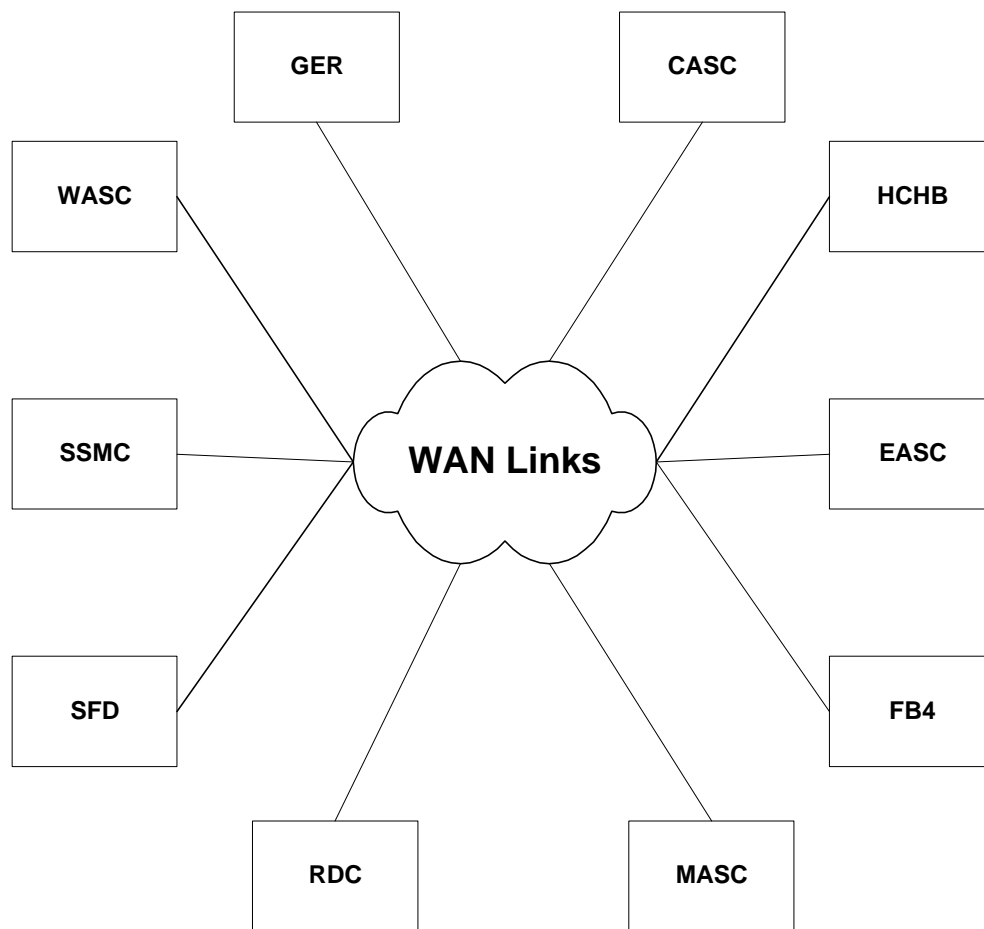 GER
CASC
WASC
HCHB
SSMC
WAN Links
EASC
SFD
FB4
RDC
MASC